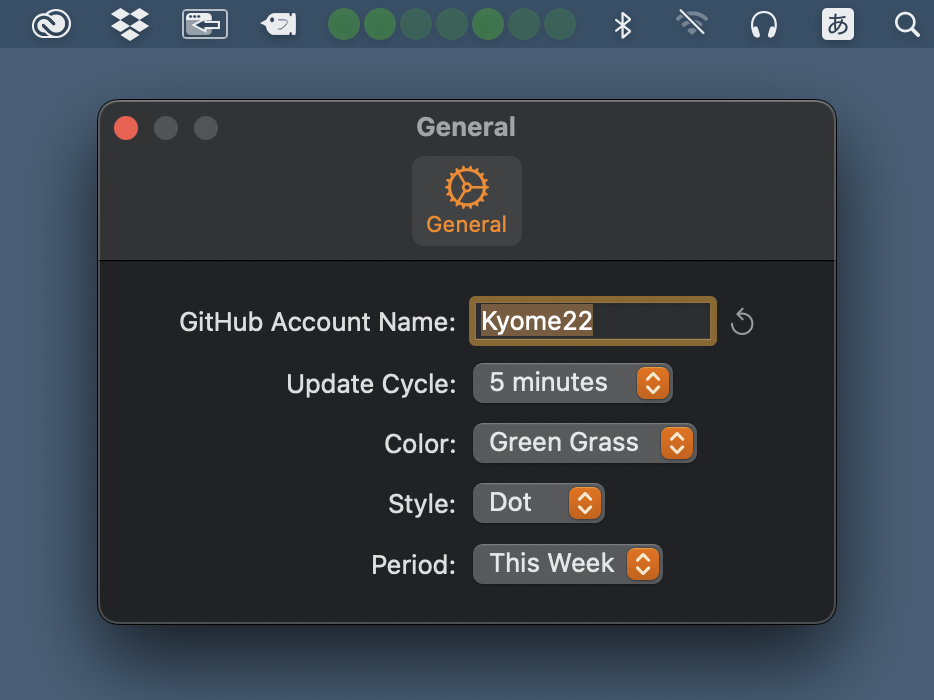 あ
General
General
GitHub Account Name: Kyome22
Update Cycle: 5 minutes
Color: Green Grass
Style: Dot
Period: This Week